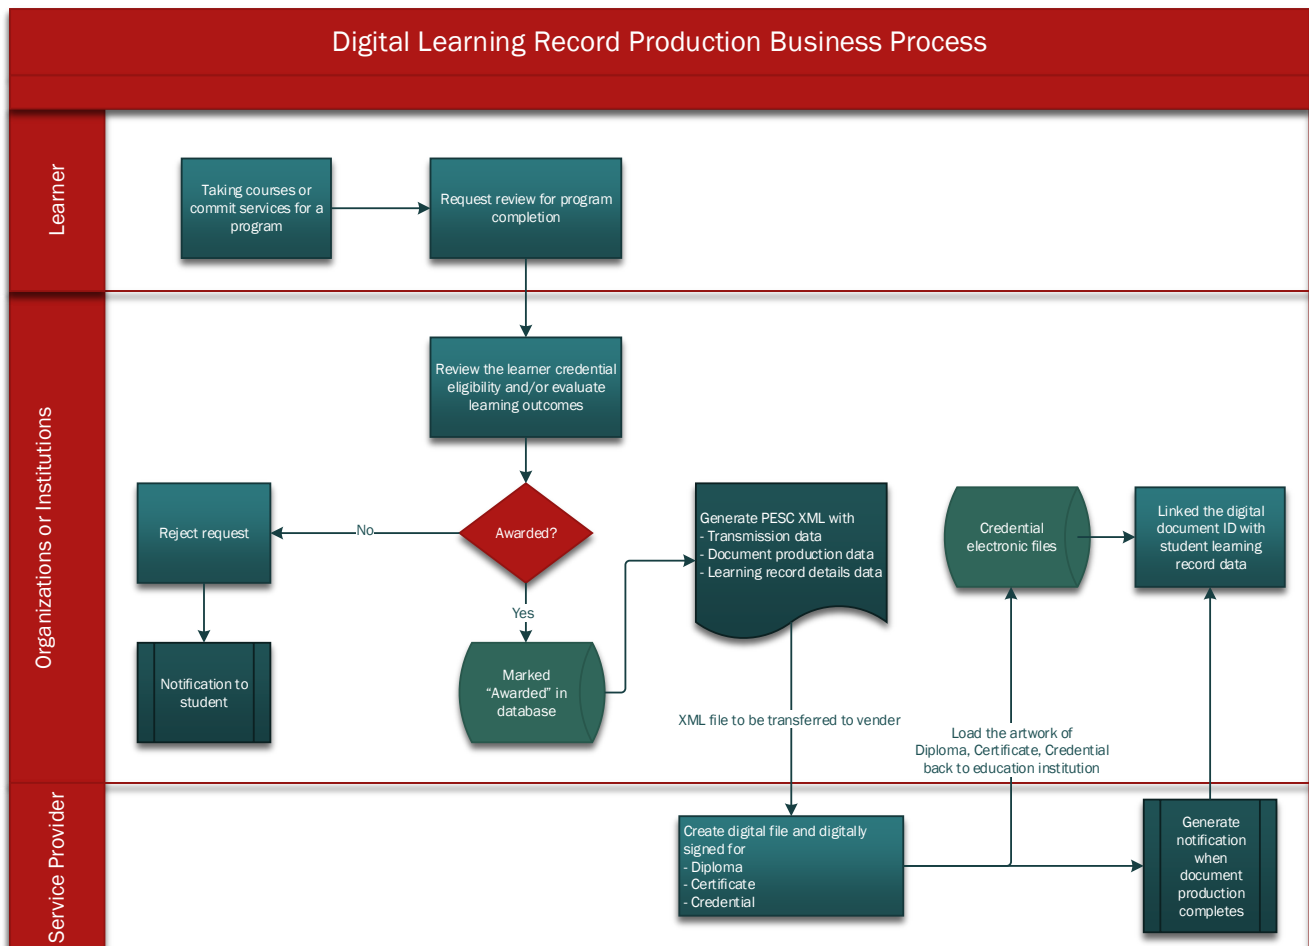 Digital Learning Record Production Business Process
Learner
Taking courses or
commit services for a
program
Request review for program
completion
Organizations or Institutions
Review the learner credential
eligibility and/or evaluate
learning outcomes
Reject request
No
Awarded?
Yes
Notification to
student
Marked
“Awarded” in
database
Generate PESC XML with
- Transmission data
- Document production data
- Learning record details data
Credential
electronic files
Linked the digital
document ID with
student learning
record data
XML file to be transferred to vender
Load the artwork of
Diploma, Certificate, Credential
back to education institution
Service Provider
Create digital file and digitally
signed for
- Diploma
- Certificate
- Credential
Generate
notification
when
document
production
completes